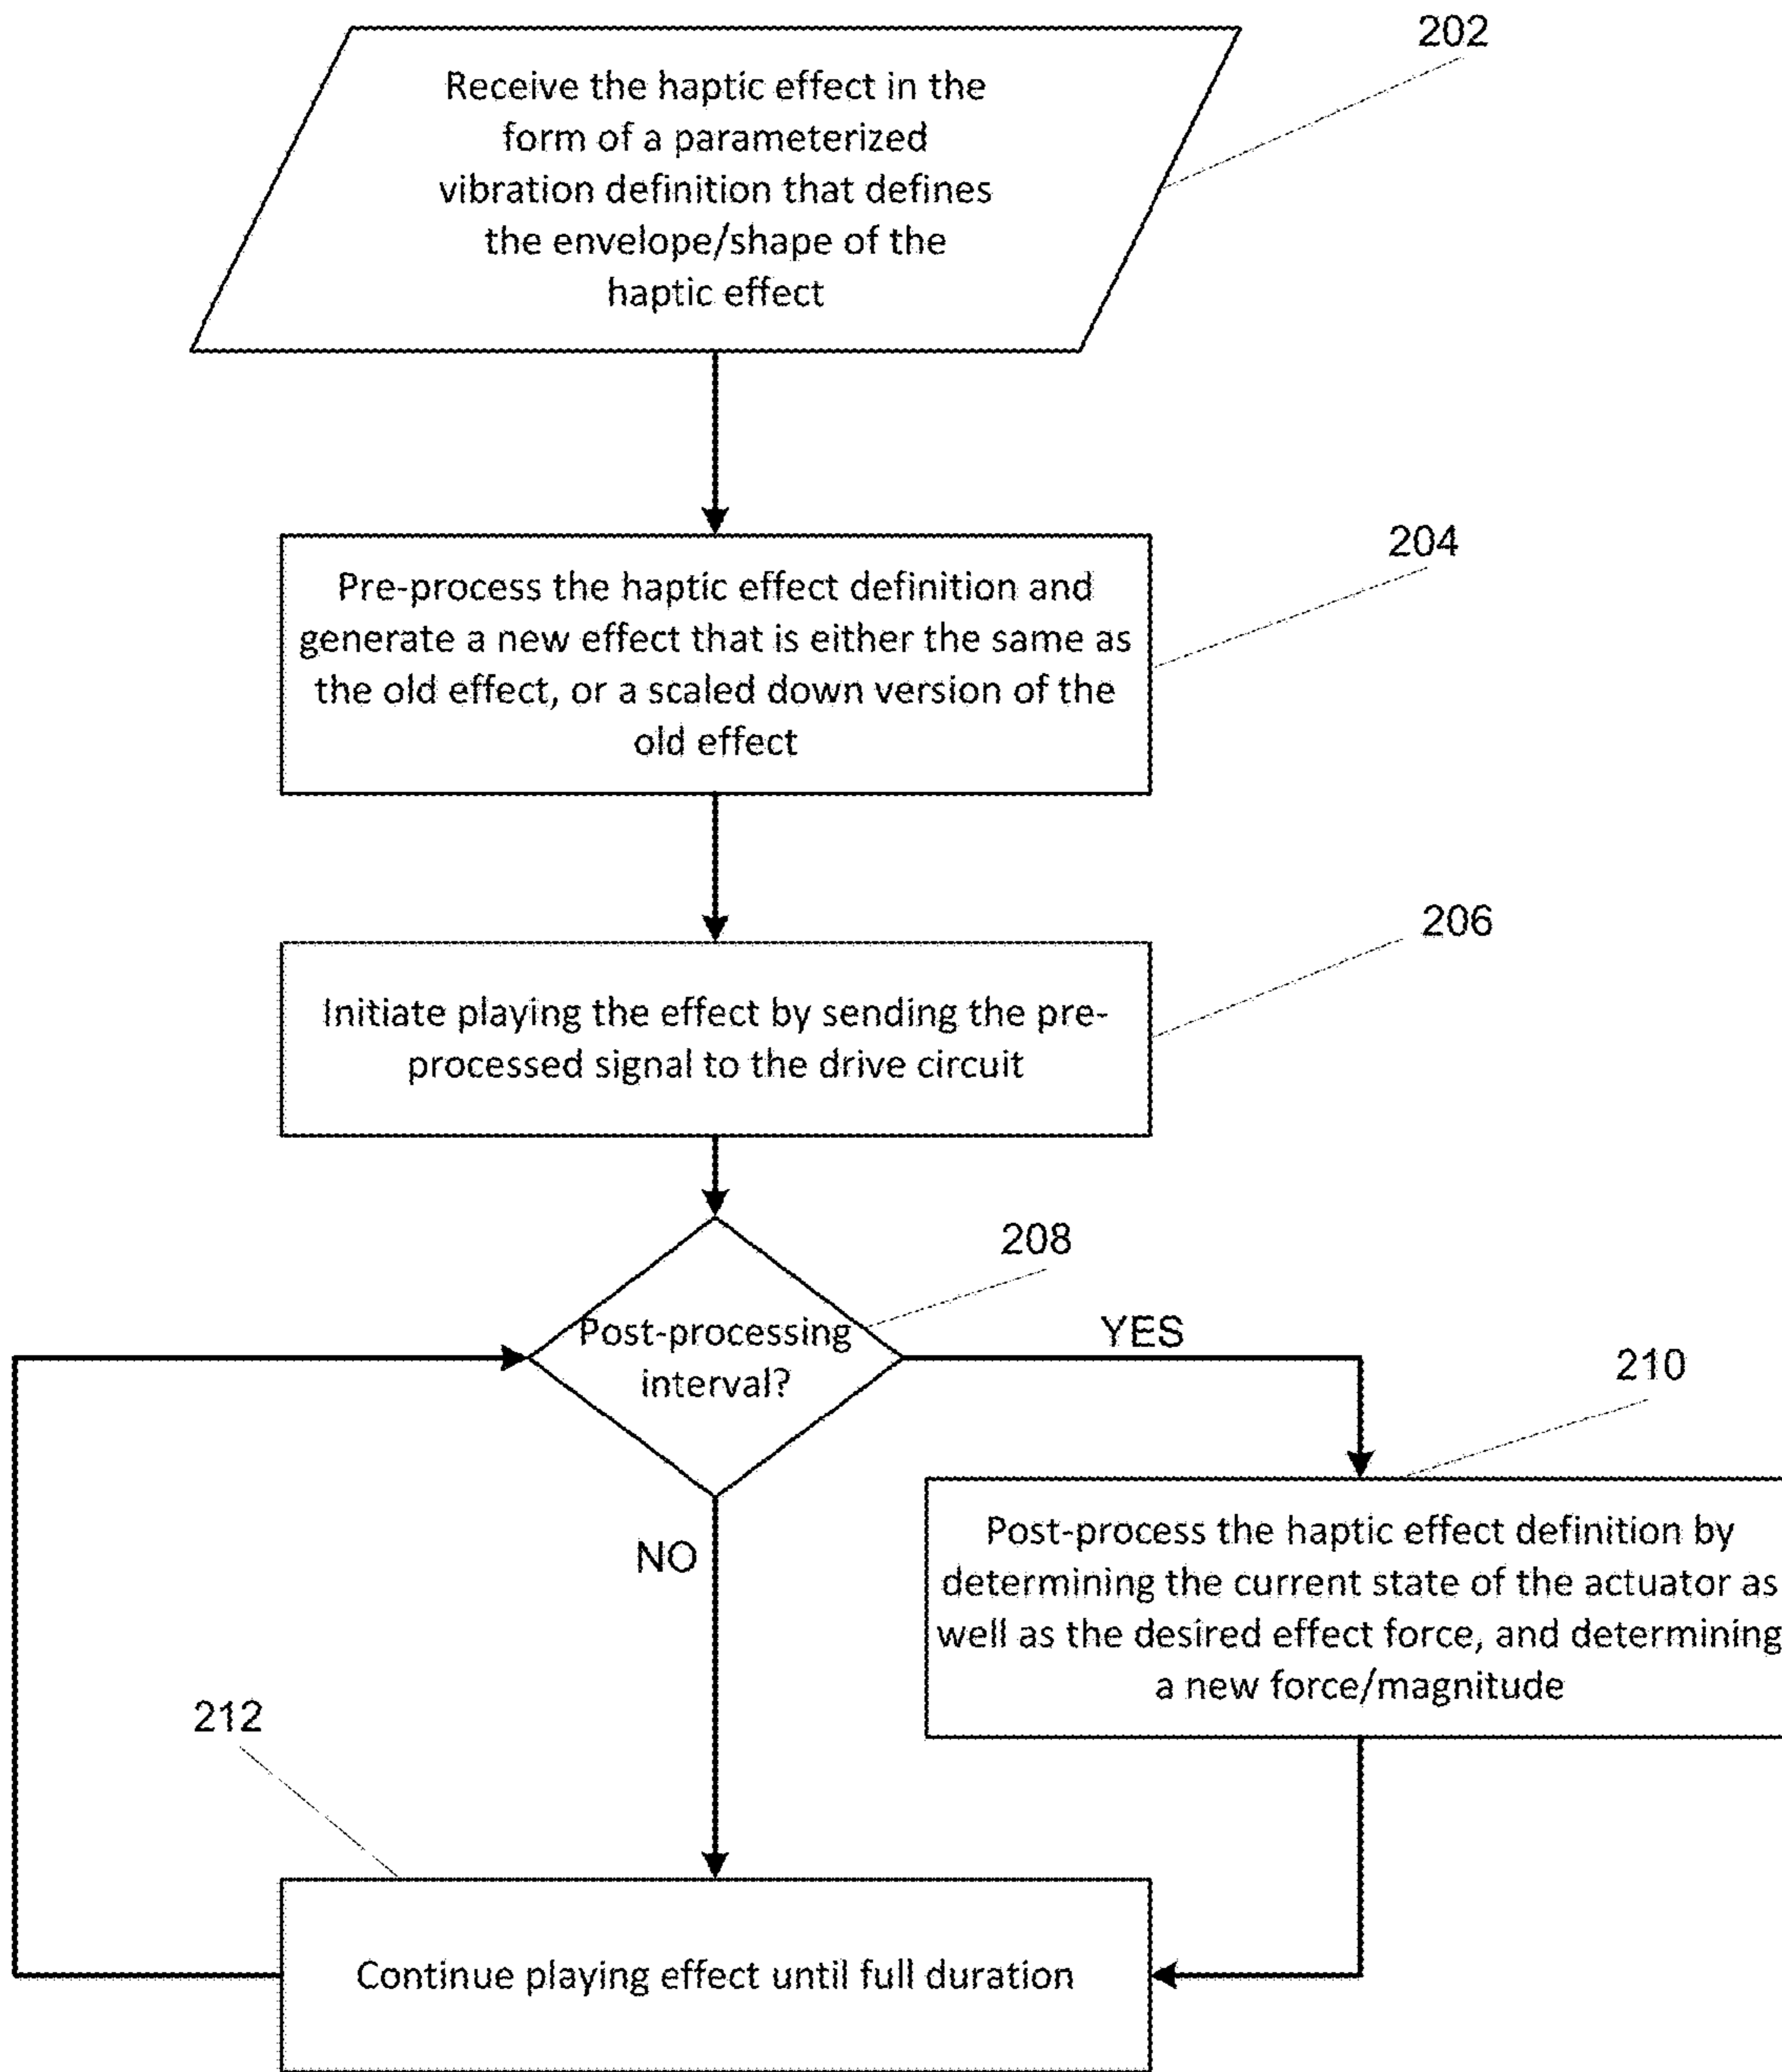 202
Receive the haptic effect in the
form of a parameterized
vibration definition that defines
the envelope/shape of the
haptic effect
204
Pre-process the haptic effect definition and
generate a new effect that is either the same as
the old effect, or a scaled down version of the
old effect
206
Initiate playing the effect by sending the pre-
processed signal to the drive circuit
208
Post-processing
interval?
YES
NO
210
Post-process the haptic effect definition by
determining the current state of the actuator as
well as the desired effect force, and determining
a new force/magnitude
212
Continue playing effect until full duration